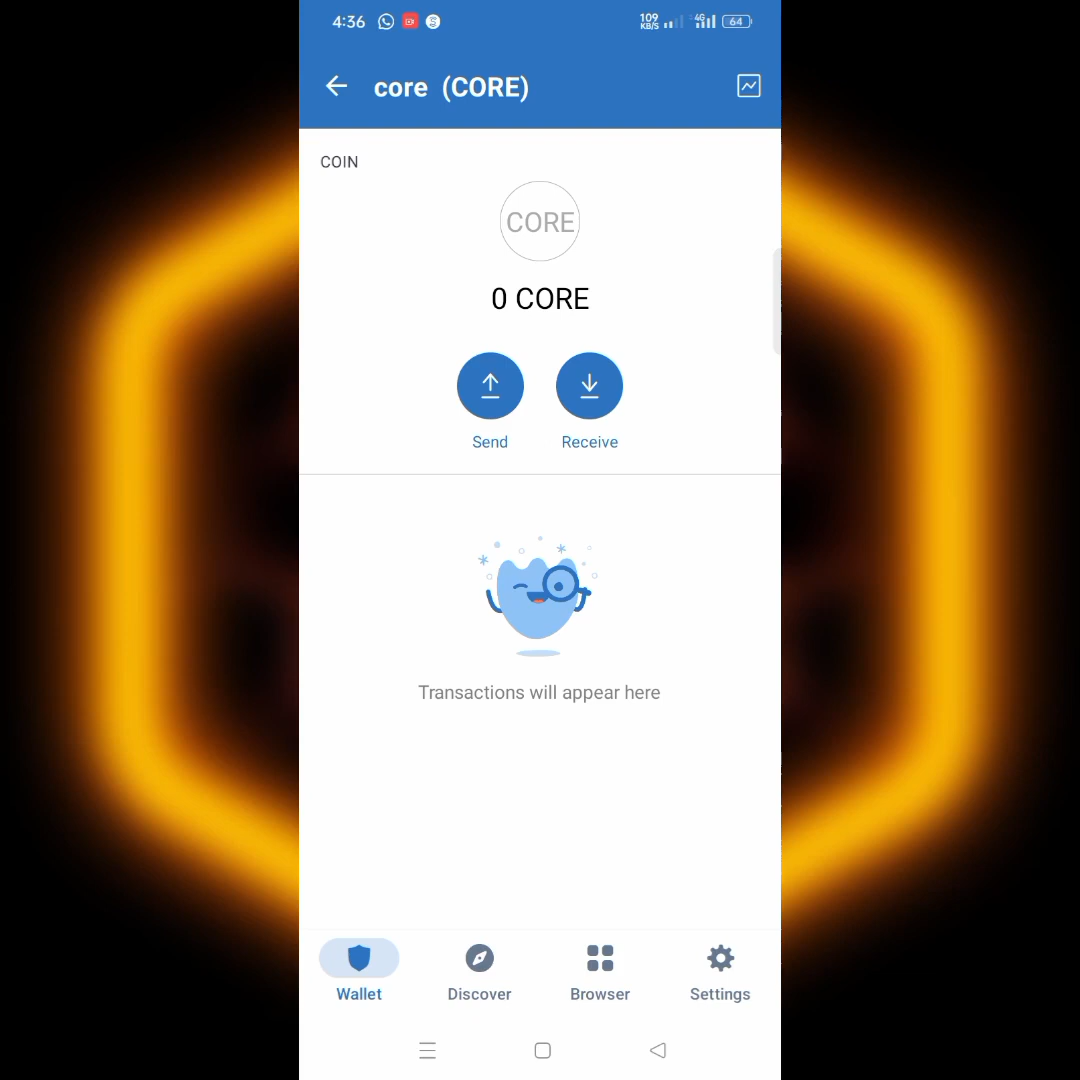 4:36 109 KB/S 4G 64
core (CORE)
COIN
CORE
0 CORE
Send Receive
Transactions will appear here
Wallet Discover Browser Settings